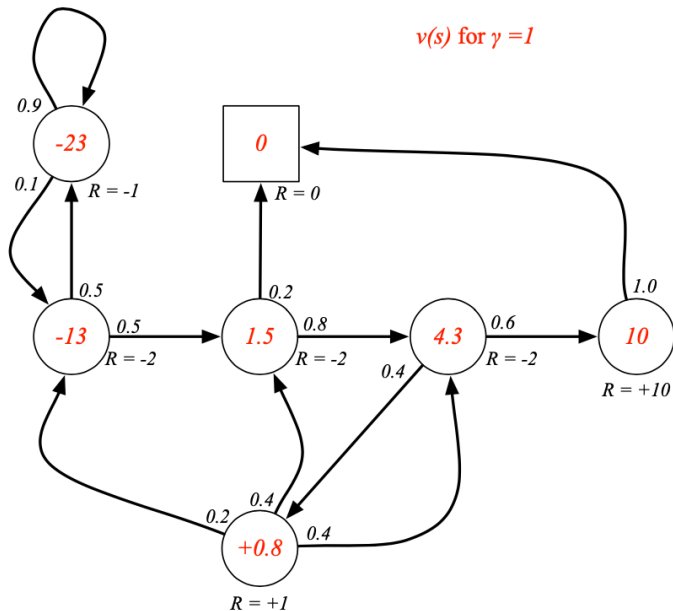 v(s) for γ =1
0.9
-23
0
0.1
R = -1
R = 0
0.5
0.2
1.0
-13
0.5
1.5
0.8
4.3
0.6
10
R = -2
R = -2
R = -2
0.4
R = +10
0.4
0.2
0.4
+0.8
R = +1